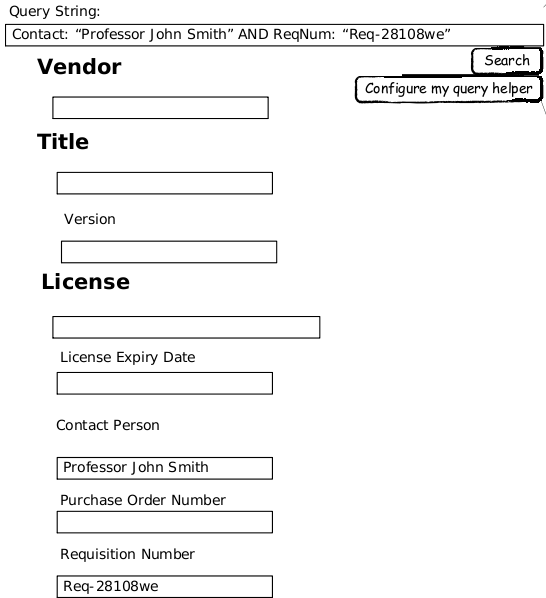 Query String:
Contact: “Professor John Smith” AND ReqNum: “Req-28108we”
Search
Configure my query helper
Vendor
Title
Version
License
License Expiry Date
Contact Person
Professor John Smith
Purchase Order Number
Requisition Number
Req-28108we